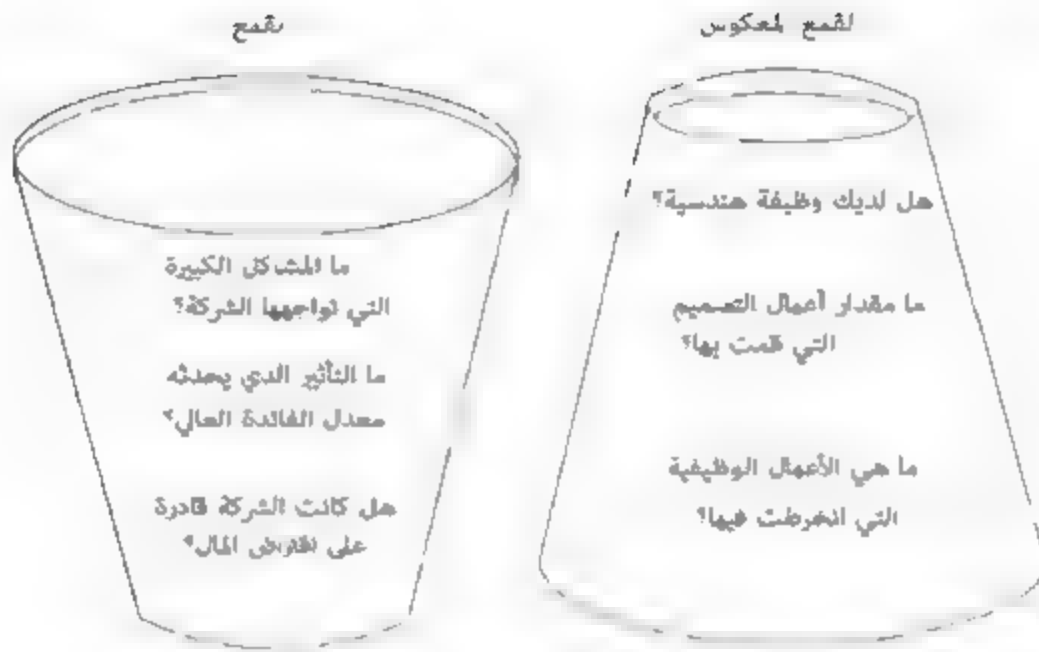 القمع
القمع المعكوس
ما المشاكل الكبيرة
التي تواجهها الشركة؟
ما التأثير الذي يحدثه
معدل الفائدة العالي؟
هل كانت الشركة قادرة
على اقتراض المال؟
هل لديك وظيفة هندسية؟
ما مقدار أعمال التصميم
التي قمت بها؟
ما هي الأعمال الوظيفية
التي انخرطت فيها؟